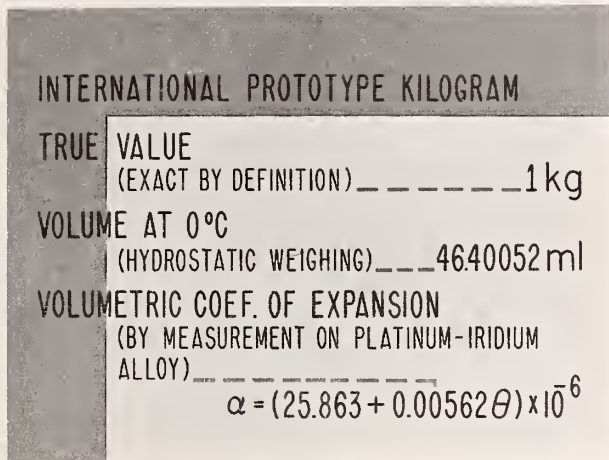 INTERNATIONAL PROTOTYPE KILOGRAM
TRUE VALUE
(EXACT BY DEFINITION)_ _ _ _ _ _ _1kg
VOLUME AT 0°C
(HYDROSTATIC WEIGHING)_ _ _46.40052 ml
VOLUMETRIC COEF. OF EXPANSION
(BY MEASUREMENT ON PLATINUM-IRIDIUM
ALLOY)_ _ _ _ _ _ _ _ _
α = (25.863 + 0.00562θ) x 10⁻⁶